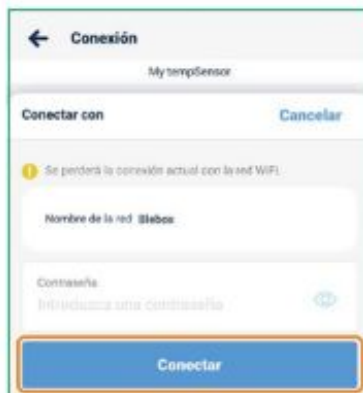 Conexión
My tempSensor
Conectar con Cancelar
Se perderá la conexión actual con la red WiFi.
Nombre de la red Blebox
Contraseña
Introduzca una contraseña
Conectar